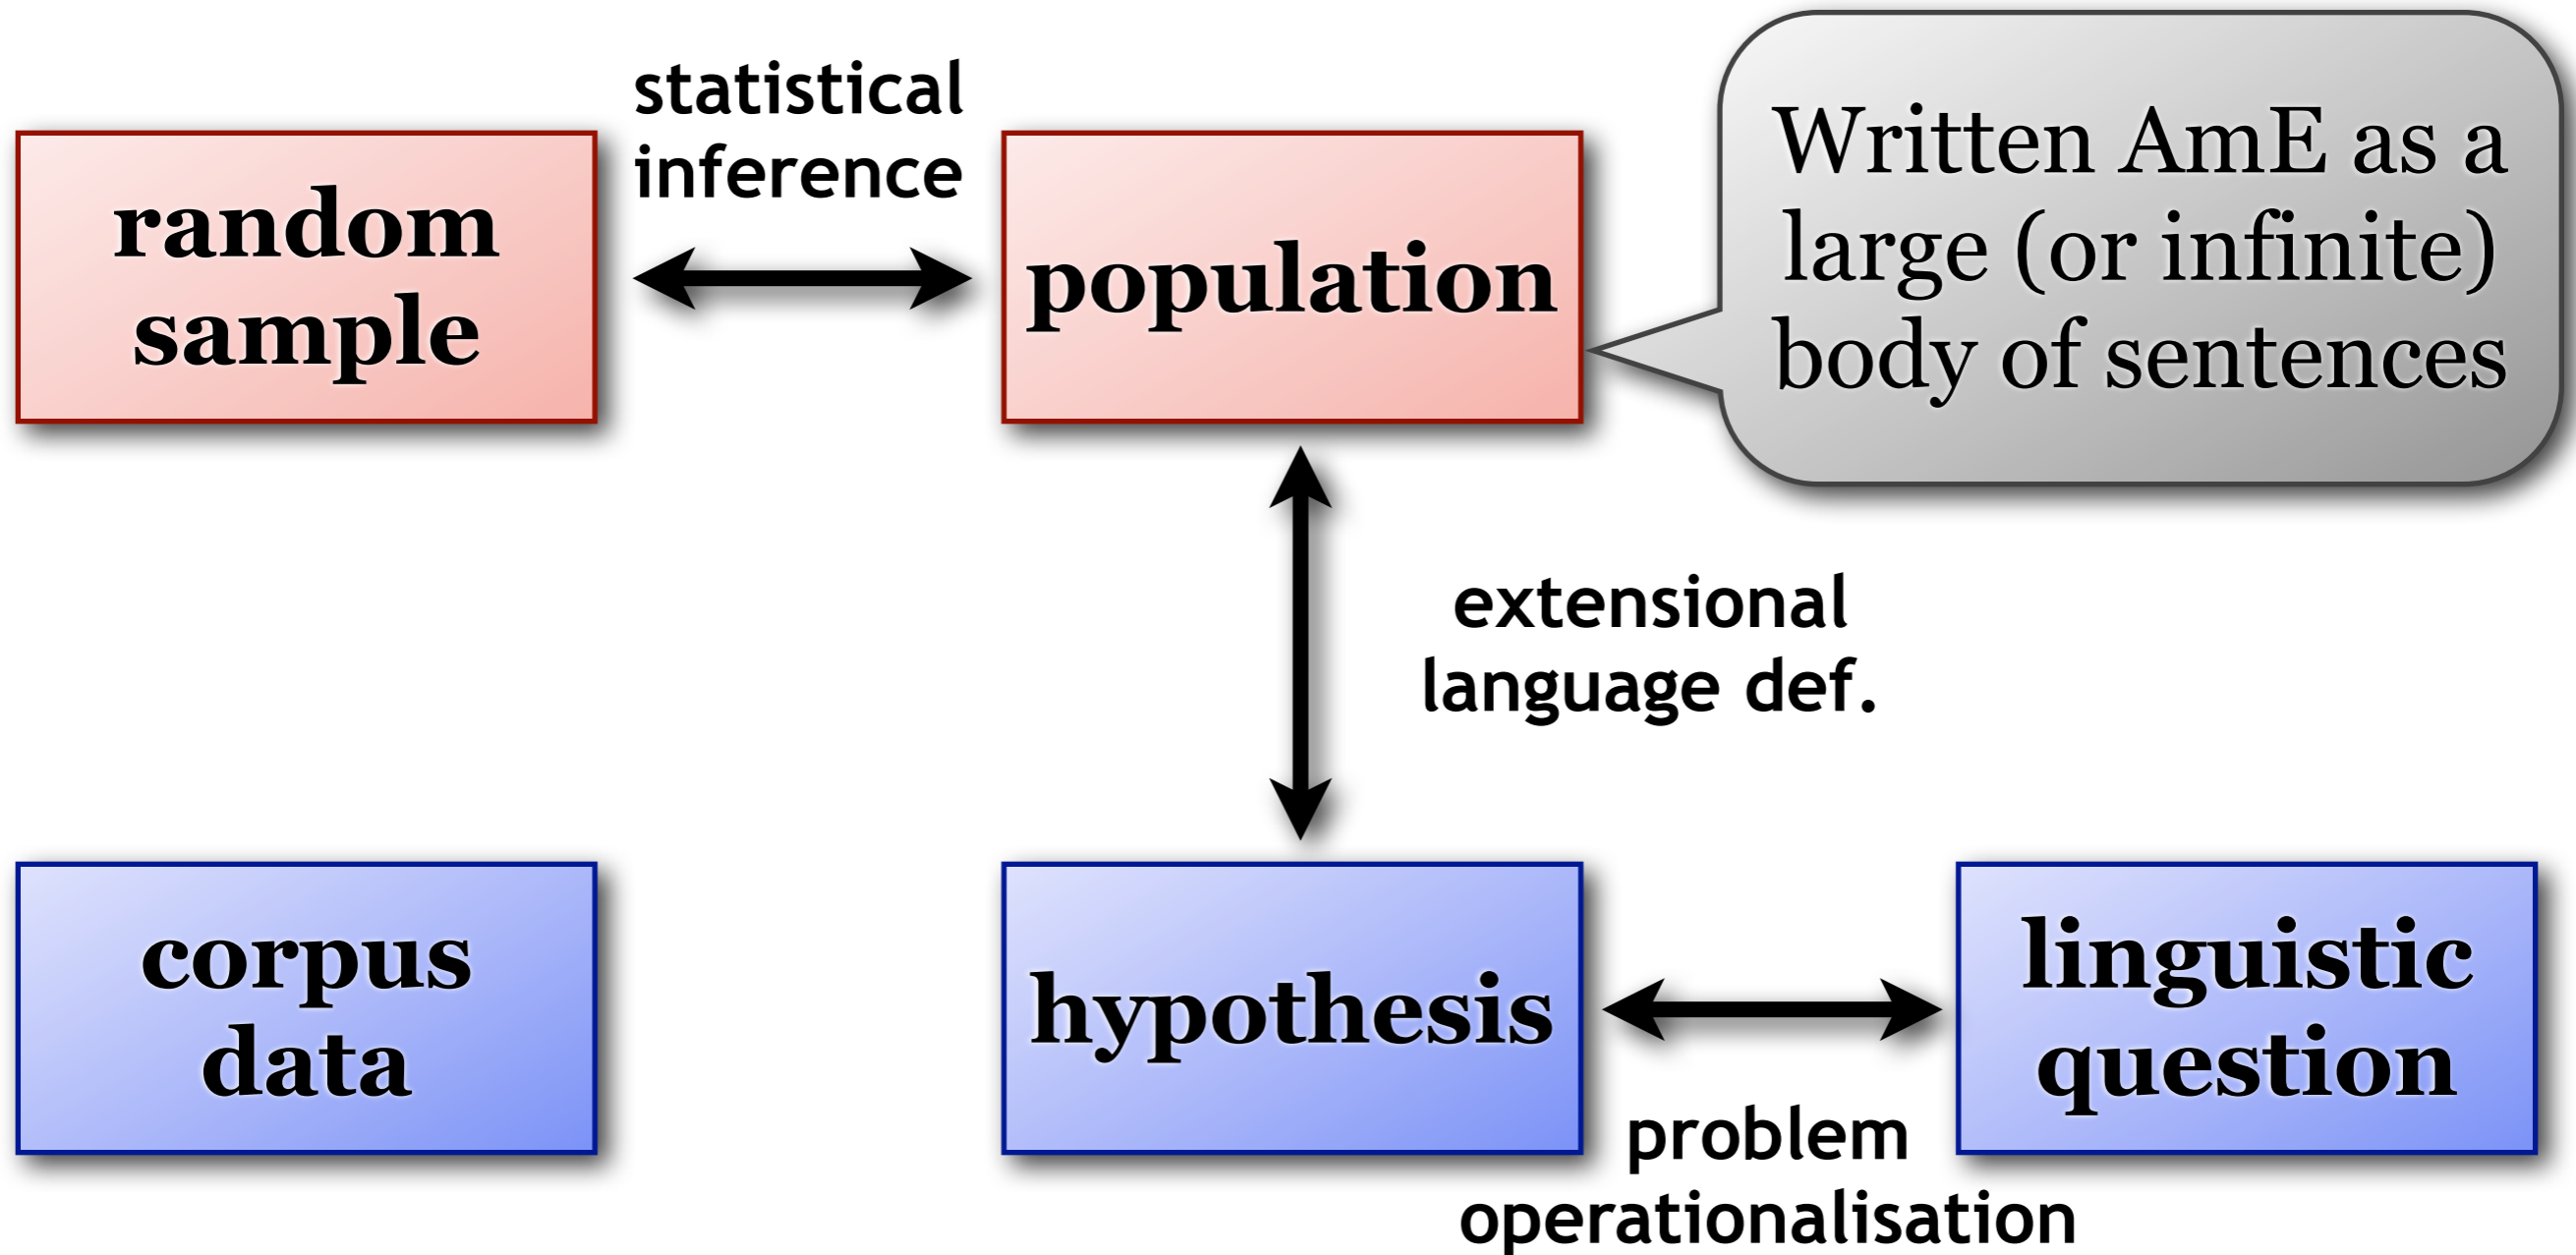 statistical
inference
random
sample
population
Written AmE as a
large (or infinite)
body of sentences
extensional
language def.
corpus
data
hypothesis
linguistic
question
problem
operationalisation